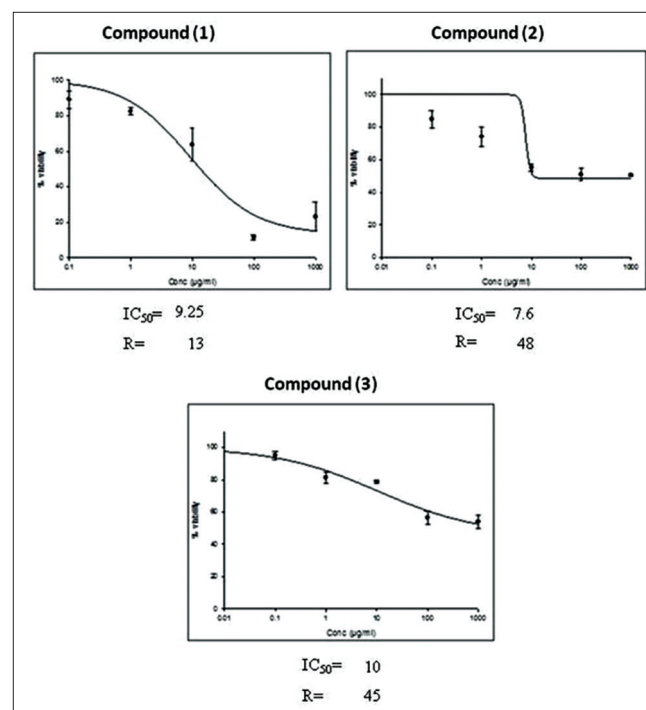 Compound (1)
Compound (2)
100
80
60
40
20
0
% viability
0.1
1
10
100
1000
Conc (µg/ml)
IC50= 9.25
R= 13
100
80
60
40
20
0
% viability
0.01
0.1
1
10
100
1000
Conc (µg/ml)
IC50= 7.6
R= 48
Compound (3)
100
80
60
40
20
0
% viability
0.01
0.1
1
10
100
1000
Conc (µg/ml)
IC50= 10
R= 45